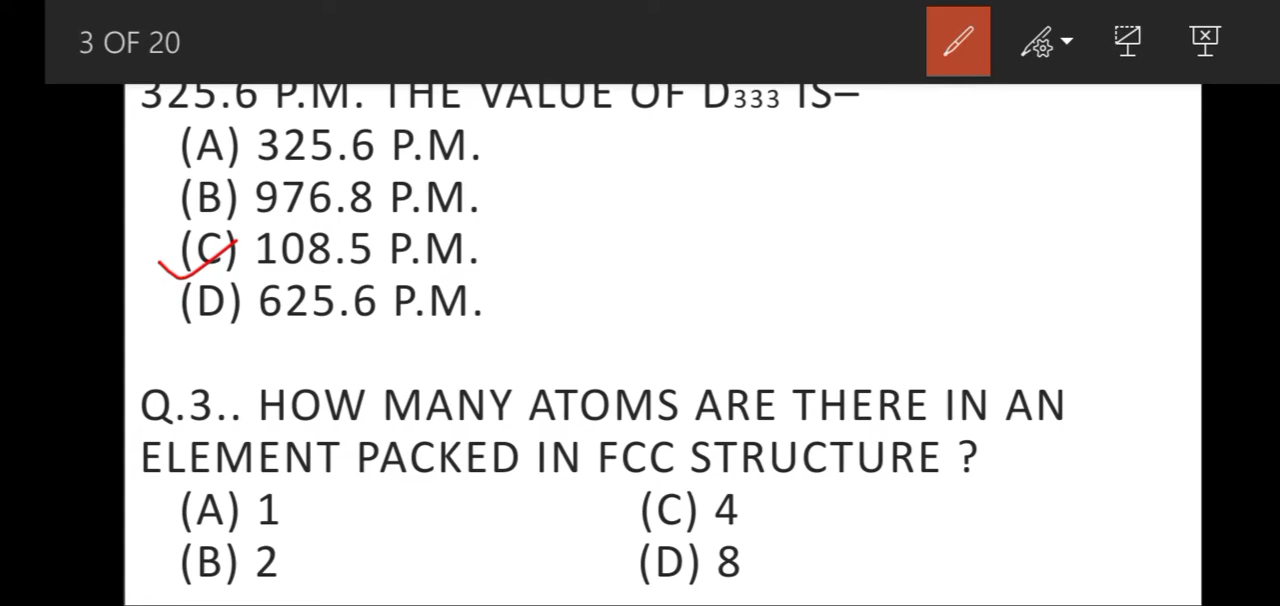 3 OF 20
325.6 P.M. THE VALUE OF D₃₃₃ IS–
(A) 325.6 P.M.
(B) 976.8 P.M.
(C) 108.5 P.M.
(D) 625.6 P.M.
Q.3.. HOW MANY ATOMS ARE THERE IN AN
ELEMENT PACKED IN FCC STRUCTURE ?
(A) 1 (C) 4
(B) 2 (D) 8